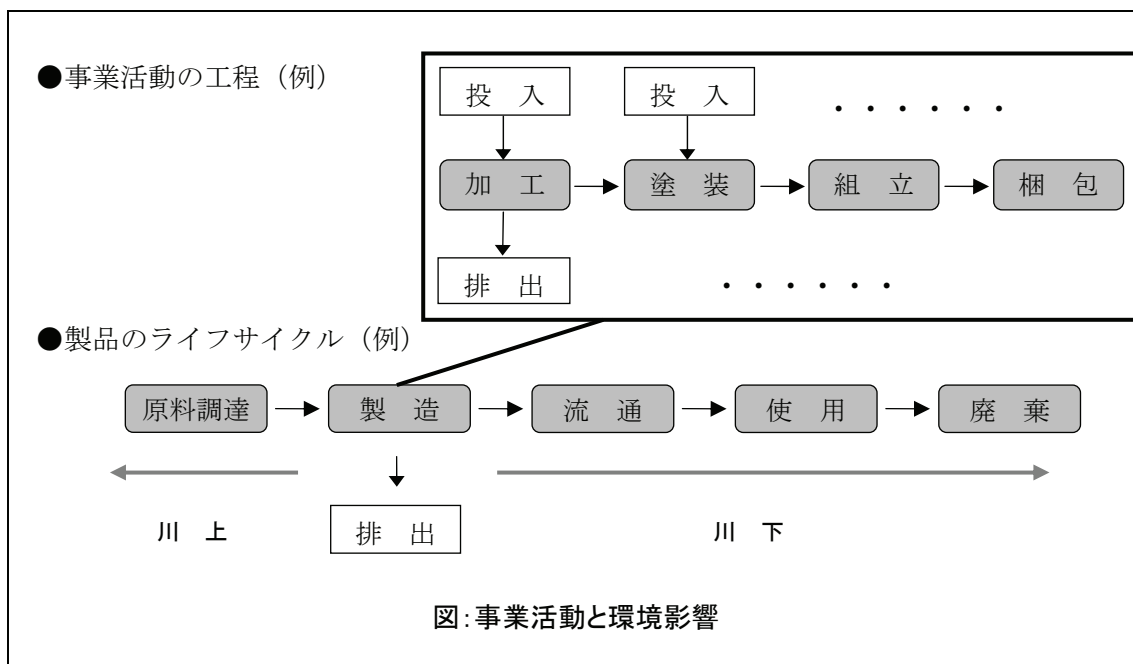 ●事業活動の工程（例）
投 入
投 入
・・・・・・
加 工
塗 装
組 立
梱 包
排 出
・・・・・・
●製品のライフサイクル（例）
原料調達
製 造
流 通
使 用
廃 棄
川 上
排 出
川 下
図：事業活動と環境影響